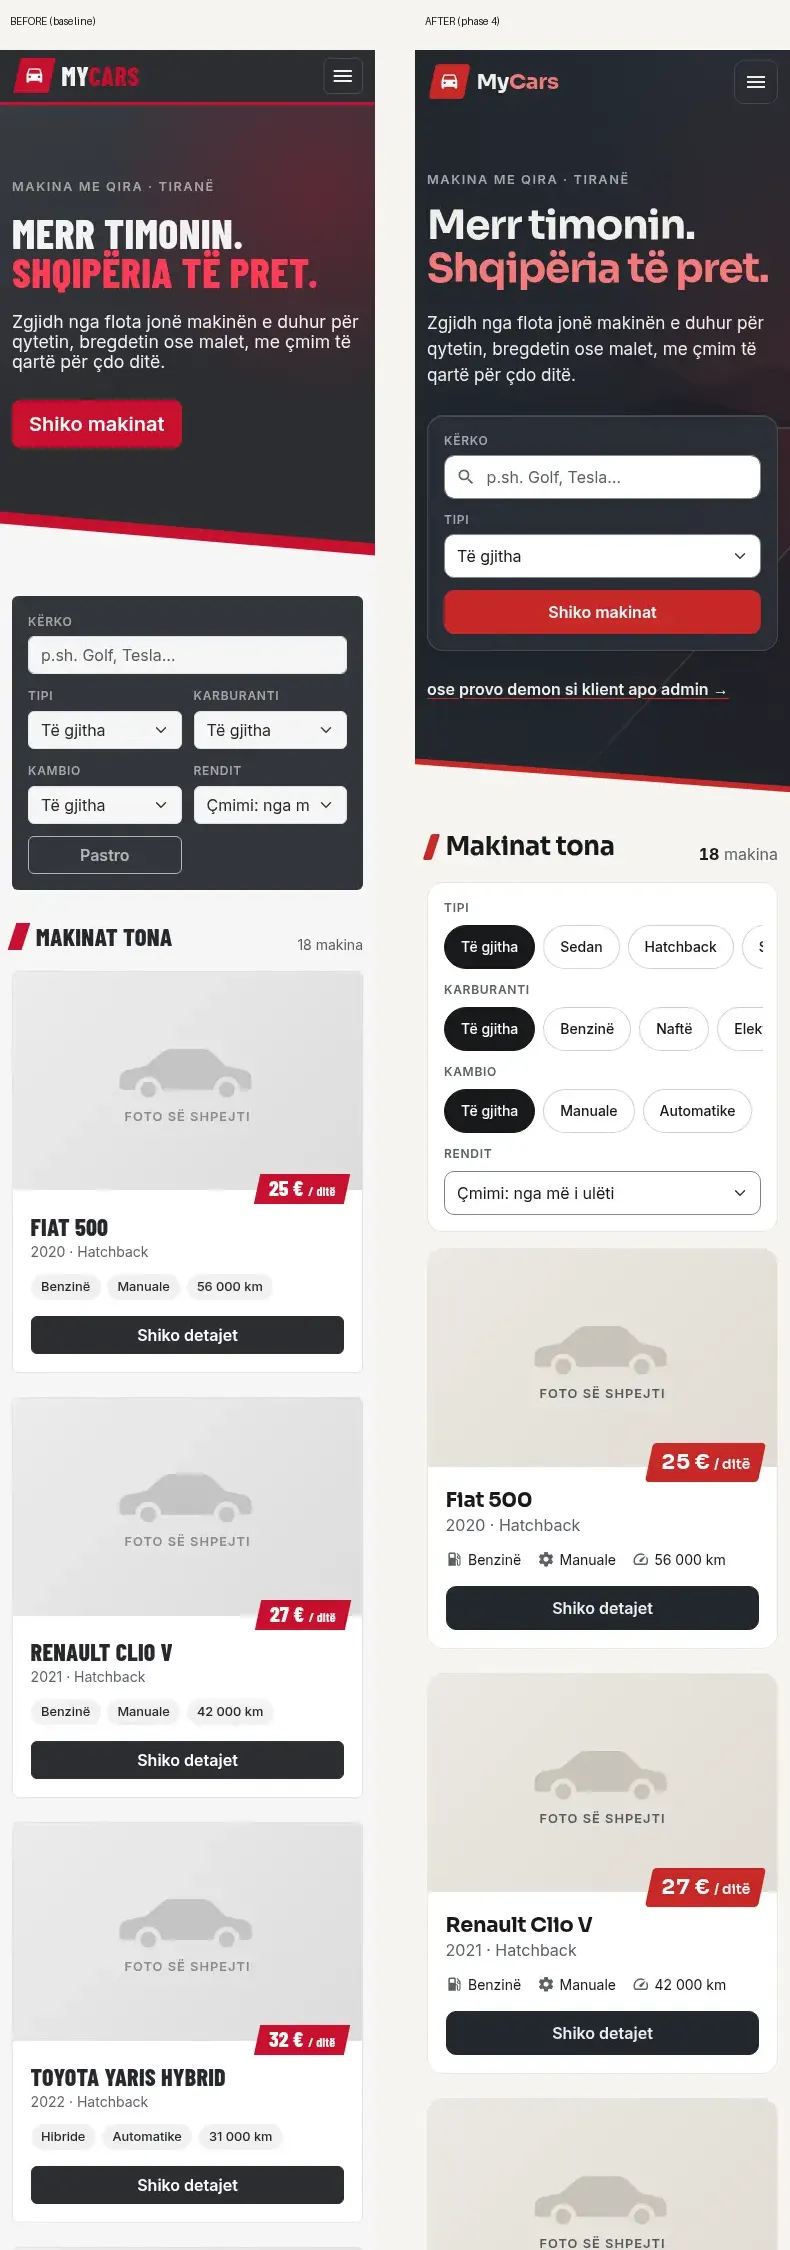 BEFORE (baseline)
MYCARS
MAKINA ME QIRA · TIRANË
MERR TIMONIN.
SHQIPËRIA TË PRET.
Zgjidh nga flota jonë makinën e duhur për
qytetin, bregdetin ose malet, me çmim të
qartë për çdo ditë.
Shiko makinat
KËRKO
p.sh. Golf, Tesla...
TIPI
KARBURANTI
Të gjitha
Të gjitha
KAMBIO
RENDIT
Të gjitha
Çmimi: nga m
Pastro
MAKINAT TONA
18 makina
FOTO SË SHPEJTI
25 € / ditë
FIAT 500
2020 · Hatchback
Benzinë
Manuale
56 000 km
Shiko detajet
FOTO SË SHPEJTI
27 € / ditë
RENAULT CLIO V
2021 · Hatchback
Benzinë
Manuale
42 000 km
Shiko detajet
FOTO SË SHPEJTI
32 € / ditë
TOYOTA YARIS HYBRID
2022 · Hatchback
Hibride
Automatike
31 000 km
Shiko detajet
AFTER (phase 4)
MyCars
MAKINA ME QIRA · TIRANË
Merr timonin.
Shqipëria të pret.
Zgjidh nga flota jonë makinën e duhur për
qytetin, bregdetin ose malet, me çmim të
qartë për çdo ditë.
KËRKO
p.sh. Golf, Tesla...
TIPI
Të gjitha
Shiko makinat
ose provo demon si klient apo admin →
Makinat tona
18 makina
TIPI
Të gjitha
Sedan
Hatchback
S
KARBURANTI
Të gjitha
Benzinë
Naftë
Elek
KAMBIO
Të gjitha
Manuale
Automatike
RENDIT
Çmimi: nga më i ulëti
FOTO SË SHPEJTI
25 € / ditë
Fiat 500
2020 · Hatchback
Benzinë
Manuale
56 000 km
Shiko detajet
FOTO SË SHPEJTI
27 € / ditë
Renault Clio V
2021 · Hatchback
Benzinë
Manuale
42 000 km
Shiko detajet
FOTO SË SHPEJTI